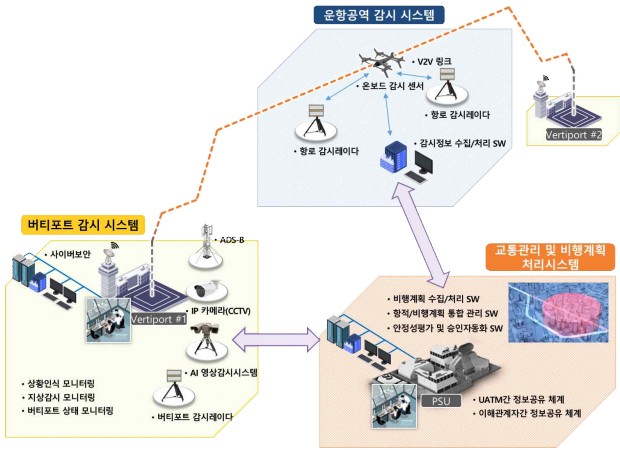 운항공역 감시 시스템
• V2V 링크
• 온보드 감시 센서
• 항로 감시레이다
• 항로 감시레이다
• 감시정보 수집/처리 SW
Vertiport #2
버티포트 감시 시스템
• 사이버보안
• ADS-B
Vertiport #1
• IP 카메라(CCTV)
• AI 영상감시시스템
• 상황인식 모니터링
• 지상감시 모니터링
• 버티포트 상태 모니터링
• 버티포트 감시레이다
교통관리 및 비행계획
처리시스템
• 비행계획 수집/처리 SW
• 항적/비행계획 통합 관리 SW
• 안정성평가 및 승인자동화 SW
PSU
• UATM간 정보공유 체계
• 이해관계자간 정보공유 체계